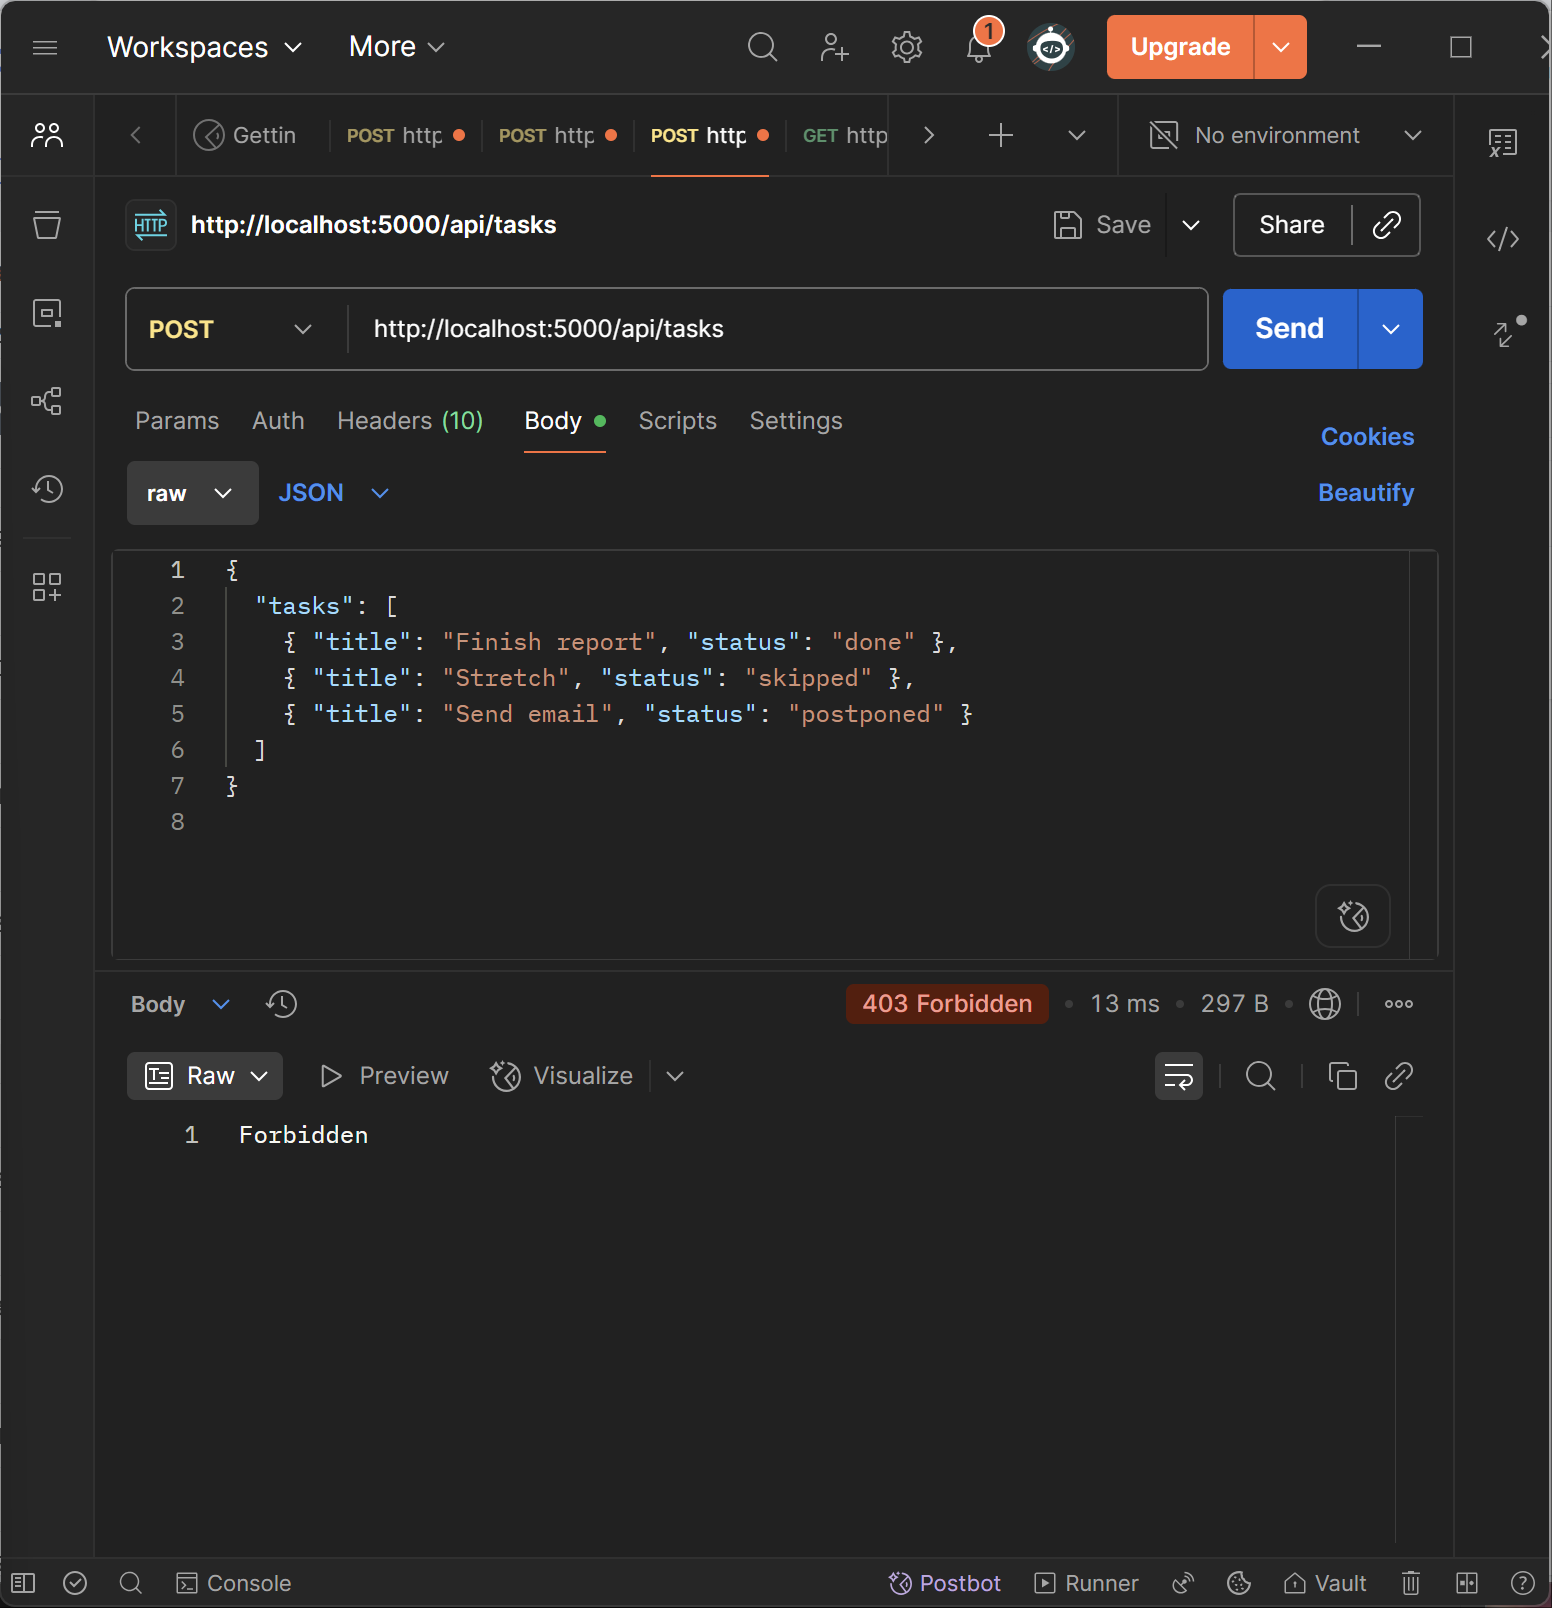 Workspaces More 1 Upgrade
Gettin POST http POST http POST http GET http No environment
HTTP http://localhost:5000/api/tasks Save Share
POST http://localhost:5000/api/tasks Send
Params Auth Headers (10) Body Scripts Settings Cookies
raw JSON Beautify
1 {
2 "tasks": [
3 { "title": "Finish report", "status": "done" },
4 { "title": "Stretch", "status": "skipped" },
5 { "title": "Send email", "status": "postponed" }
6 ]
7 }
8
Body 403 Forbidden • 13 ms • 297 B •
Raw Preview Visualize
1 Forbidden
Console Postbot Runner Vault